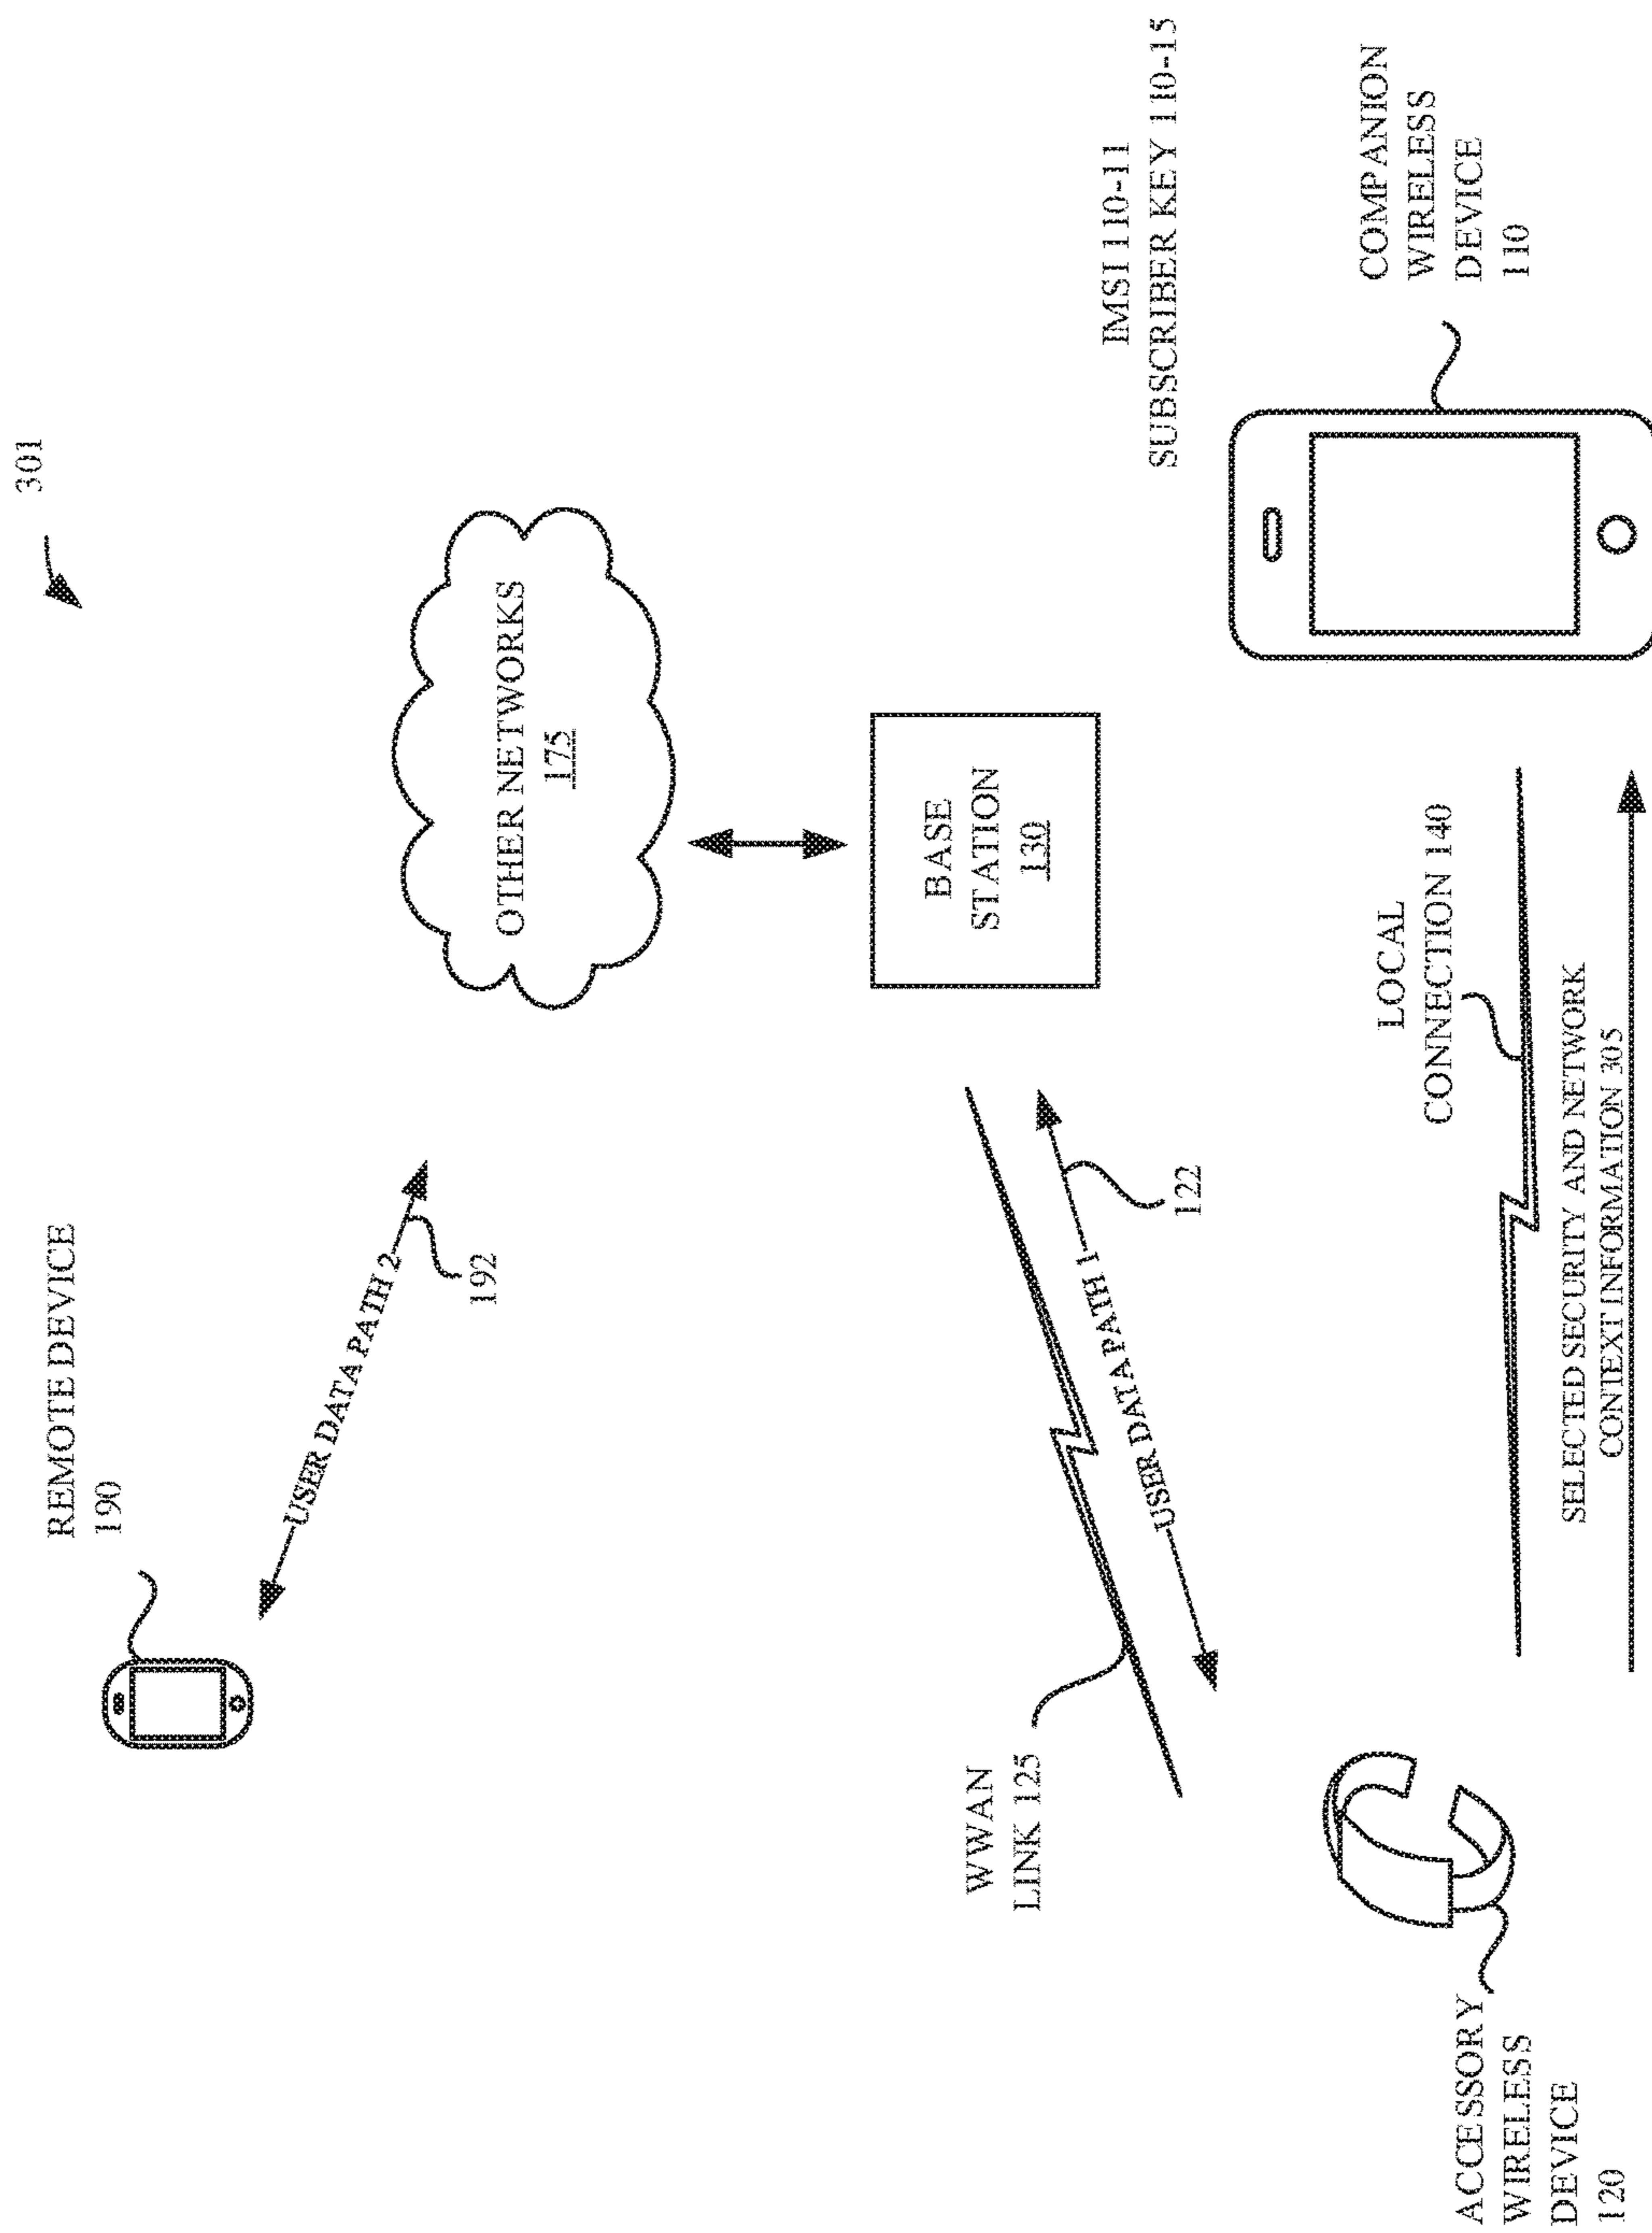 301
REMOTE DEVICE
190
USER DATA PATH 2
192
OTHER NETWORKS
175
BASE
STATION
130
WWAN
LINK 125
USER DATA PATH 1
122
IMSI 110-11
SUBSCRIBER KEY 110-15
LOCAL
CONNECTION 140
COMPANION
WIRELESS
DEVICE
110
ACCESSORY
WIRELESS
DEVICE
120
SELECTED SECURITY AND NETWORK
CONTEXT INFORMATION 305